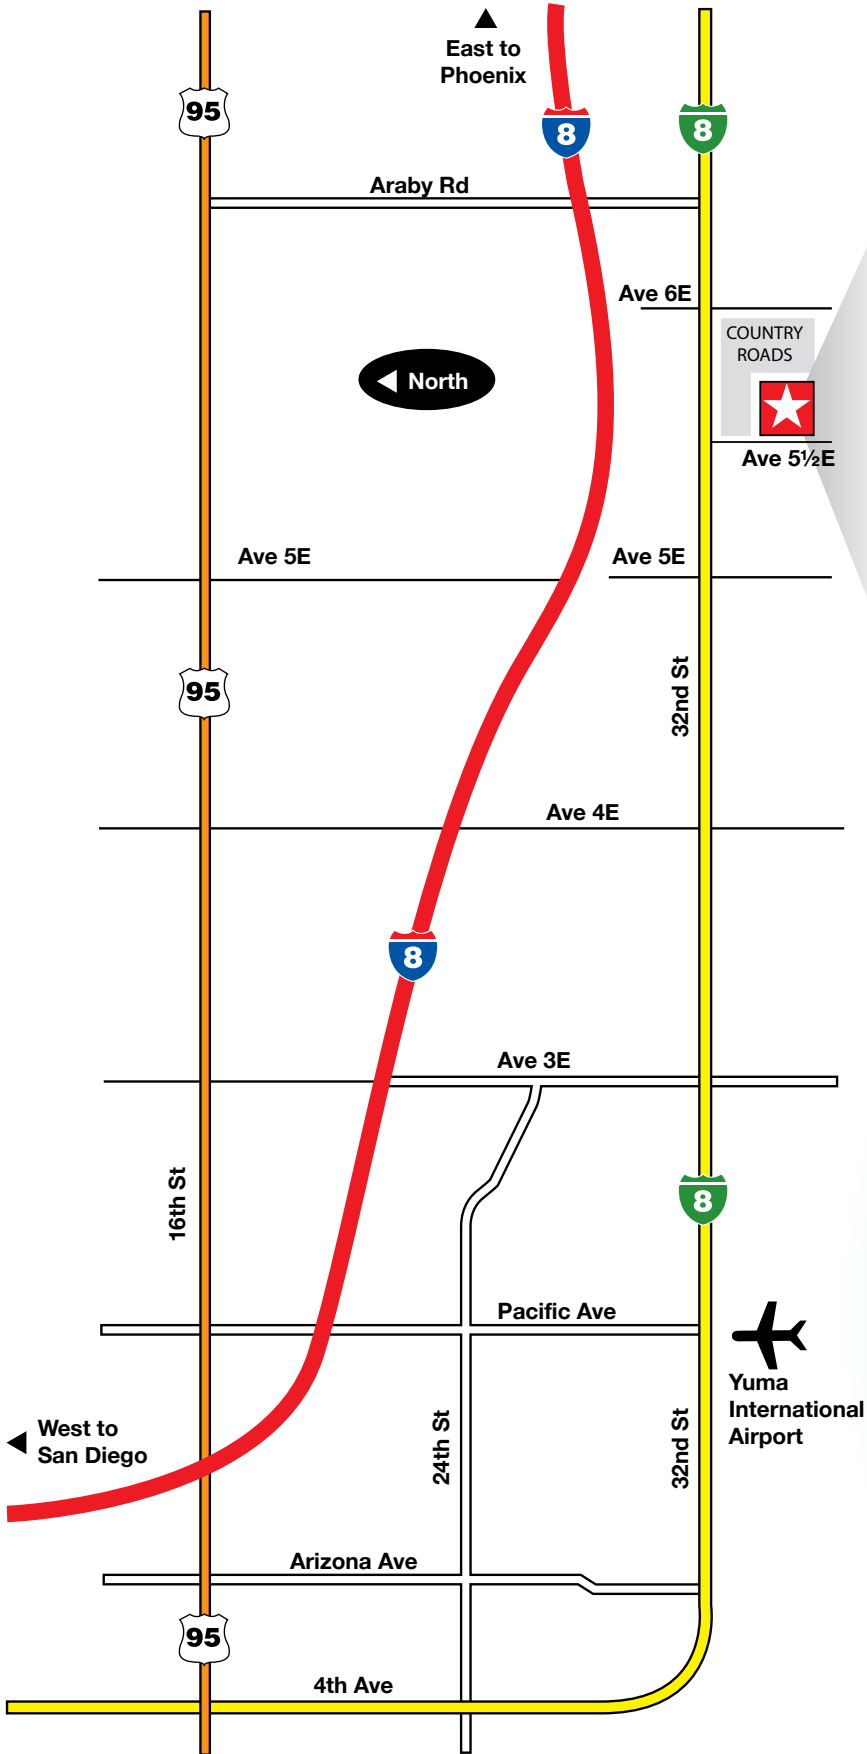 East to
Phoenix
95
8
8
Araby Rd
Ave 6E
COUNTRY
ROADS
North
Ave 5½E
Ave 5E
Ave 5E
32nd St
95
Ave 4E
8
Ave 3E
16th St
8
Pacific Ave
Yuma
International
Airport
West to
San Diego
24th St
32nd St
Arizona Ave
95
4th Ave